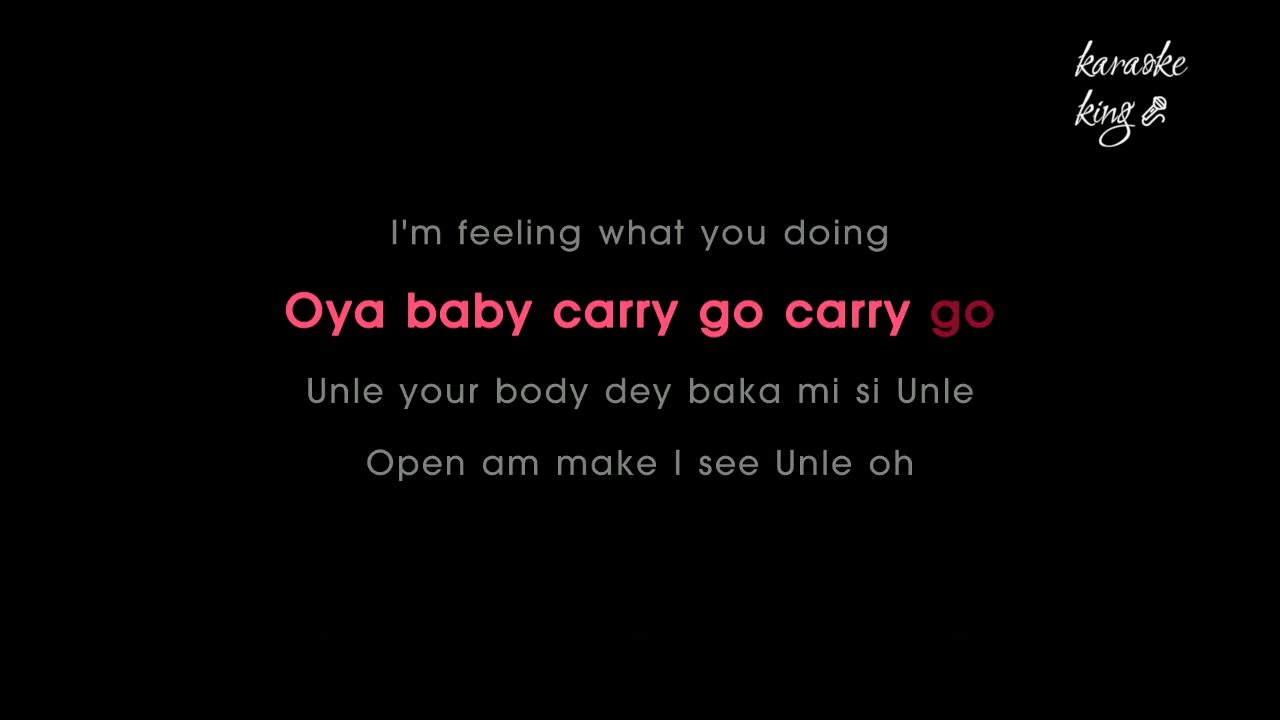 karaoke
king
I'm feeling what you doing
Oya baby carry go carry go
Unle your body dey baka mi si Unle
Open am make I see Unle oh